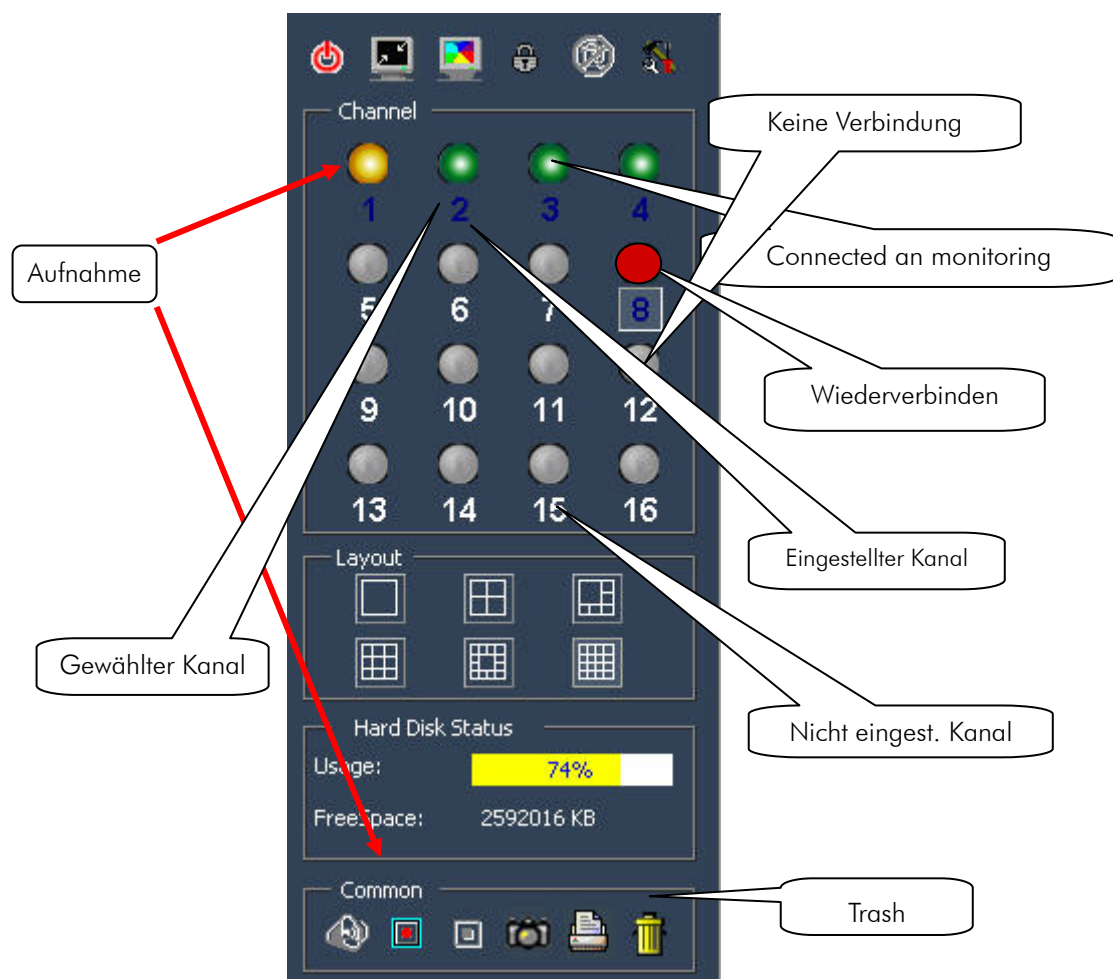 Channel
Keine Verbindung
1 2 3 4
Aufnahme
Connected an monitoring
5 6 7 8
Wiederverbinden
9 10 11 12
13 14 15 16
Eingestellter Kanal
Layout
Gewählter Kanal
Nicht eingest. Kanal
Hard Disk Status
Usage: 74%
FreeSpace: 2592016 KB
Common
Trash